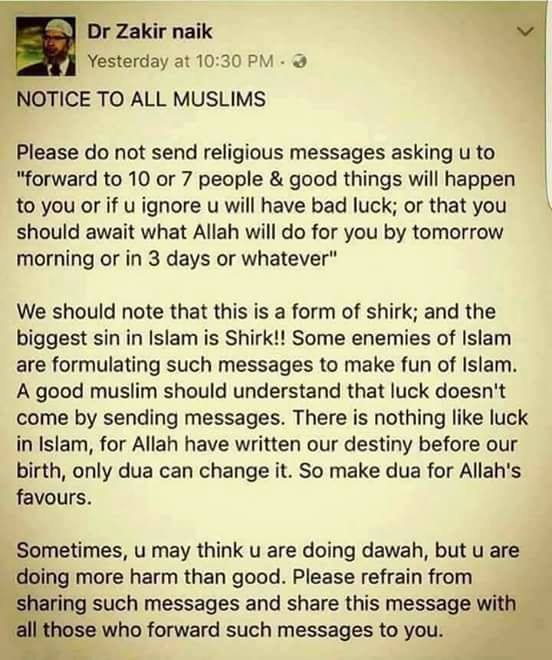 Dr Zakir naik
Yesterday at 10:30 PM ·
NOTICE TO ALL MUSLIMS
Please do not send religious messages asking u to
"forward to 10 or 7 people & good things will happen
to you or if u ignore u will have bad luck; or that you
should await what Allah will do for you by tomorrow
morning or in 3 days or whatever"
We should note that this is a form of shirk; and the
biggest sin in Islam is Shirk!! Some enemies of Islam
are formulating such messages to make fun of Islam.
A good muslim should understand that luck doesn't
come by sending messages. There is nothing like luck
in Islam, for Allah have written our destiny before our
birth, only dua can change it. So make dua for Allah's
favours.
Sometimes, u may think u are doing dawah, but u are
doing more harm than good. Please refrain from
sharing such messages and share this message with
all those who forward such messages to you.